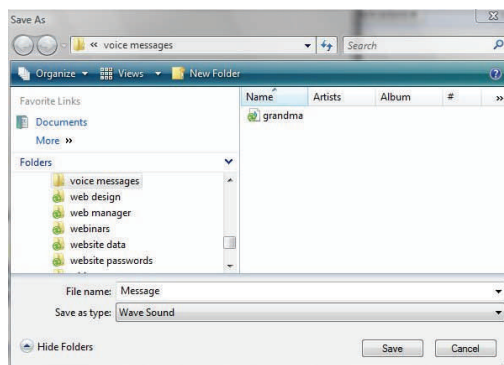 Save As
« voice messages
Search
Organize Views New Folder ?
Favorite Links
Documents
More »
Folders
voice messages
web design
web manager
webinars
website data
website passwords
Name Artists Album # »
grandma
File name: Message
Save as type: Wave Sound
Hide Folders
Save Cancel